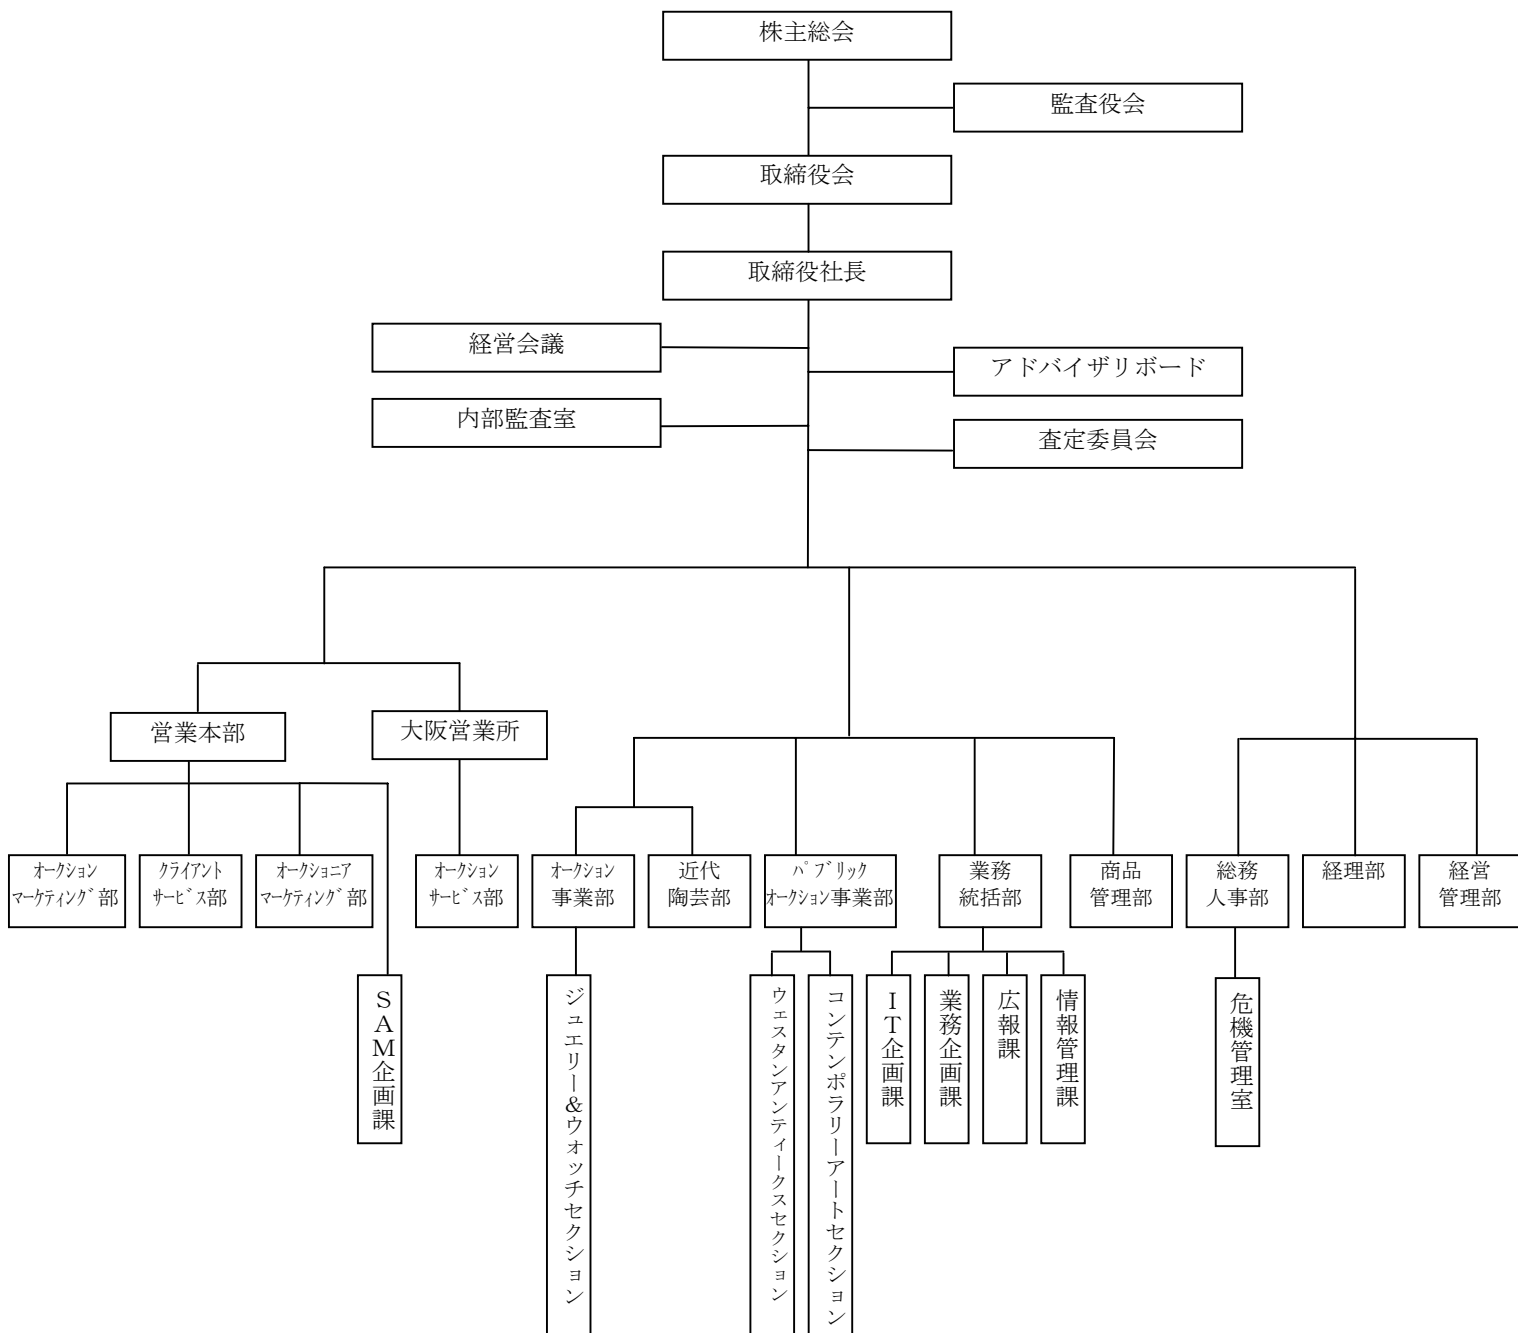 株主総会
監査役会
取締役会
取締役社長
経営会議
アドバイザリボード
内部監査室
査定委員会
営業本部
大阪営業所
ｵｰｸｼｮﾝ
ﾏｰｹﾃｨﾝｸﾞ部
ｸﾗｲｱﾝﾄ
ｻｰﾋﾞｽ部
ｵｰｸｼｮﾆｱ
ﾏｰｹﾃｨﾝｸﾞ部
ｵｰｸｼｮﾝ
ｻｰﾋﾞｽ部
ｵｰｸｼｮﾝ
事業部
近代
陶芸部
ﾊﾟﾌﾞﾘｯｸ
ｵｰｸｼｮﾝ事業部
業務
統括部
商品
管理部
総務
人事部
経理部
経営
管理部
ＳＡＭ企画課
ジュエリー＆ウォッチセクション
ウェスタンアンティークスセクション
コンテンポラリーアートセクション
ＩＴ企画課
業務企画課
広報課
情報管理課
危機管理室